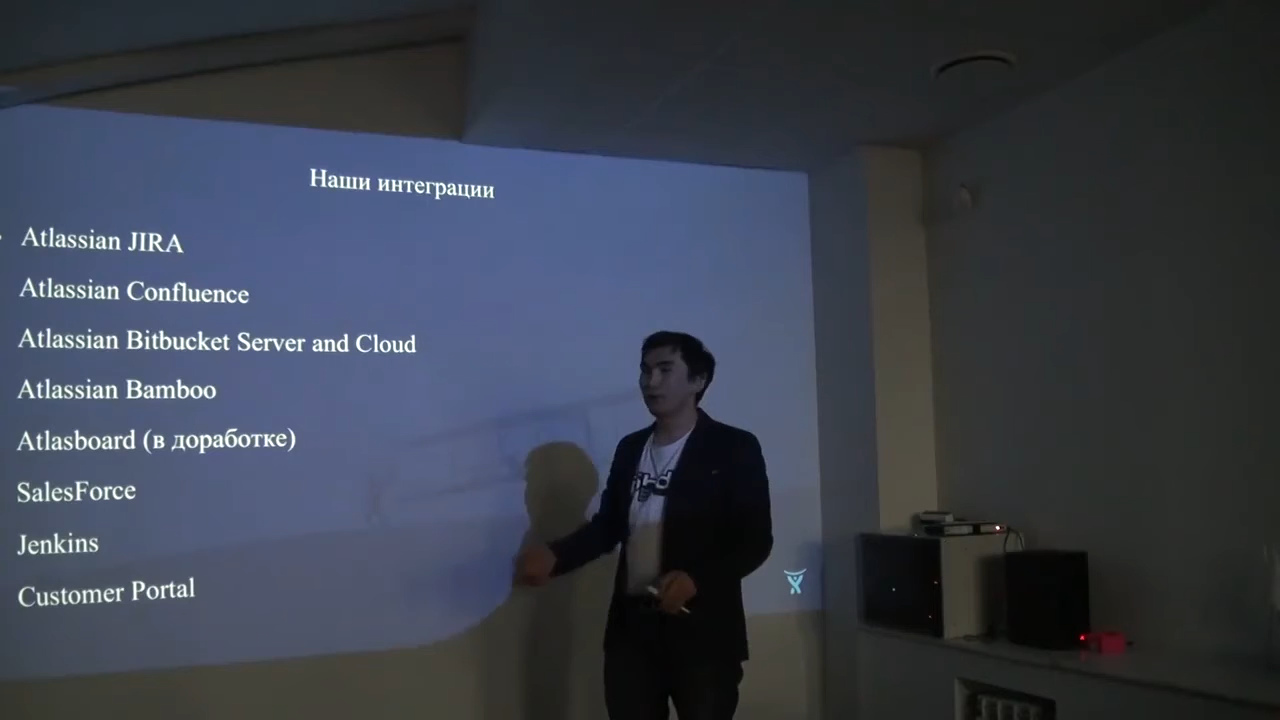 Наши интеграции
Atlassian JIRA
Atlassian Confluence
Atlassian Bitbucket Server and Cloud
Atlassian Bamboo
Atlasboard (в доработке)
SalesForce
Jenkins
Customer Portal